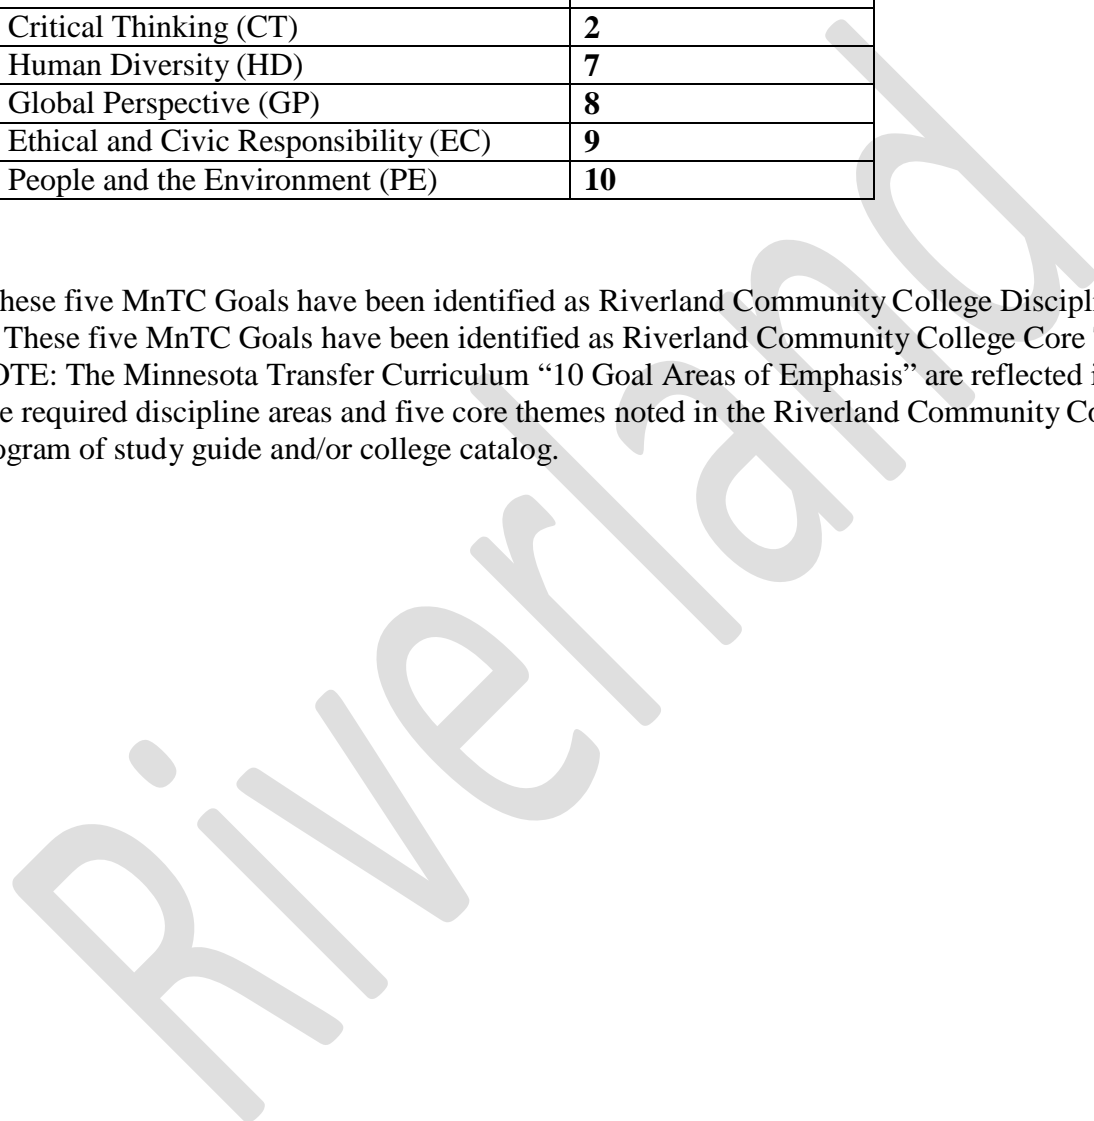 Critical Thinking (CT) 2
Human Diversity (HD) 7
Global Perspective (GP) 8
Ethical and Civic Responsibility (EC) 9
People and the Environment (PE) 10
hese five MnTC Goals have been identified as Riverland Community College Discipli
These five MnTC Goals have been identified as Riverland Community College Core
OTE: The Minnesota Transfer Curriculum “10 Goal Areas of Emphasis” are reflected i
e required discipline areas and five core themes noted in the Riverland Community Co
ogram of study guide and/or college catalog.
Riverland